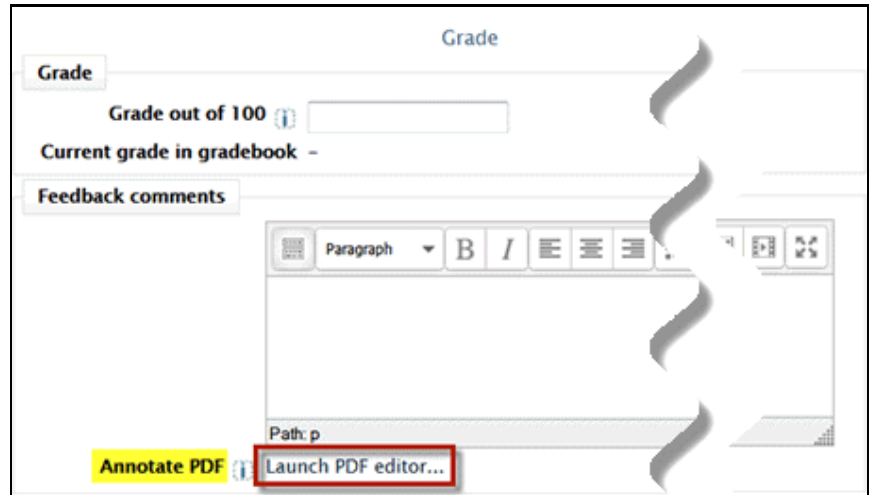 Grade
Grade
Grade out of 100
Current grade in gradebook -
Feedback comments
Paragraph B I
Path: p
Annotate PDF Launch PDF editor...